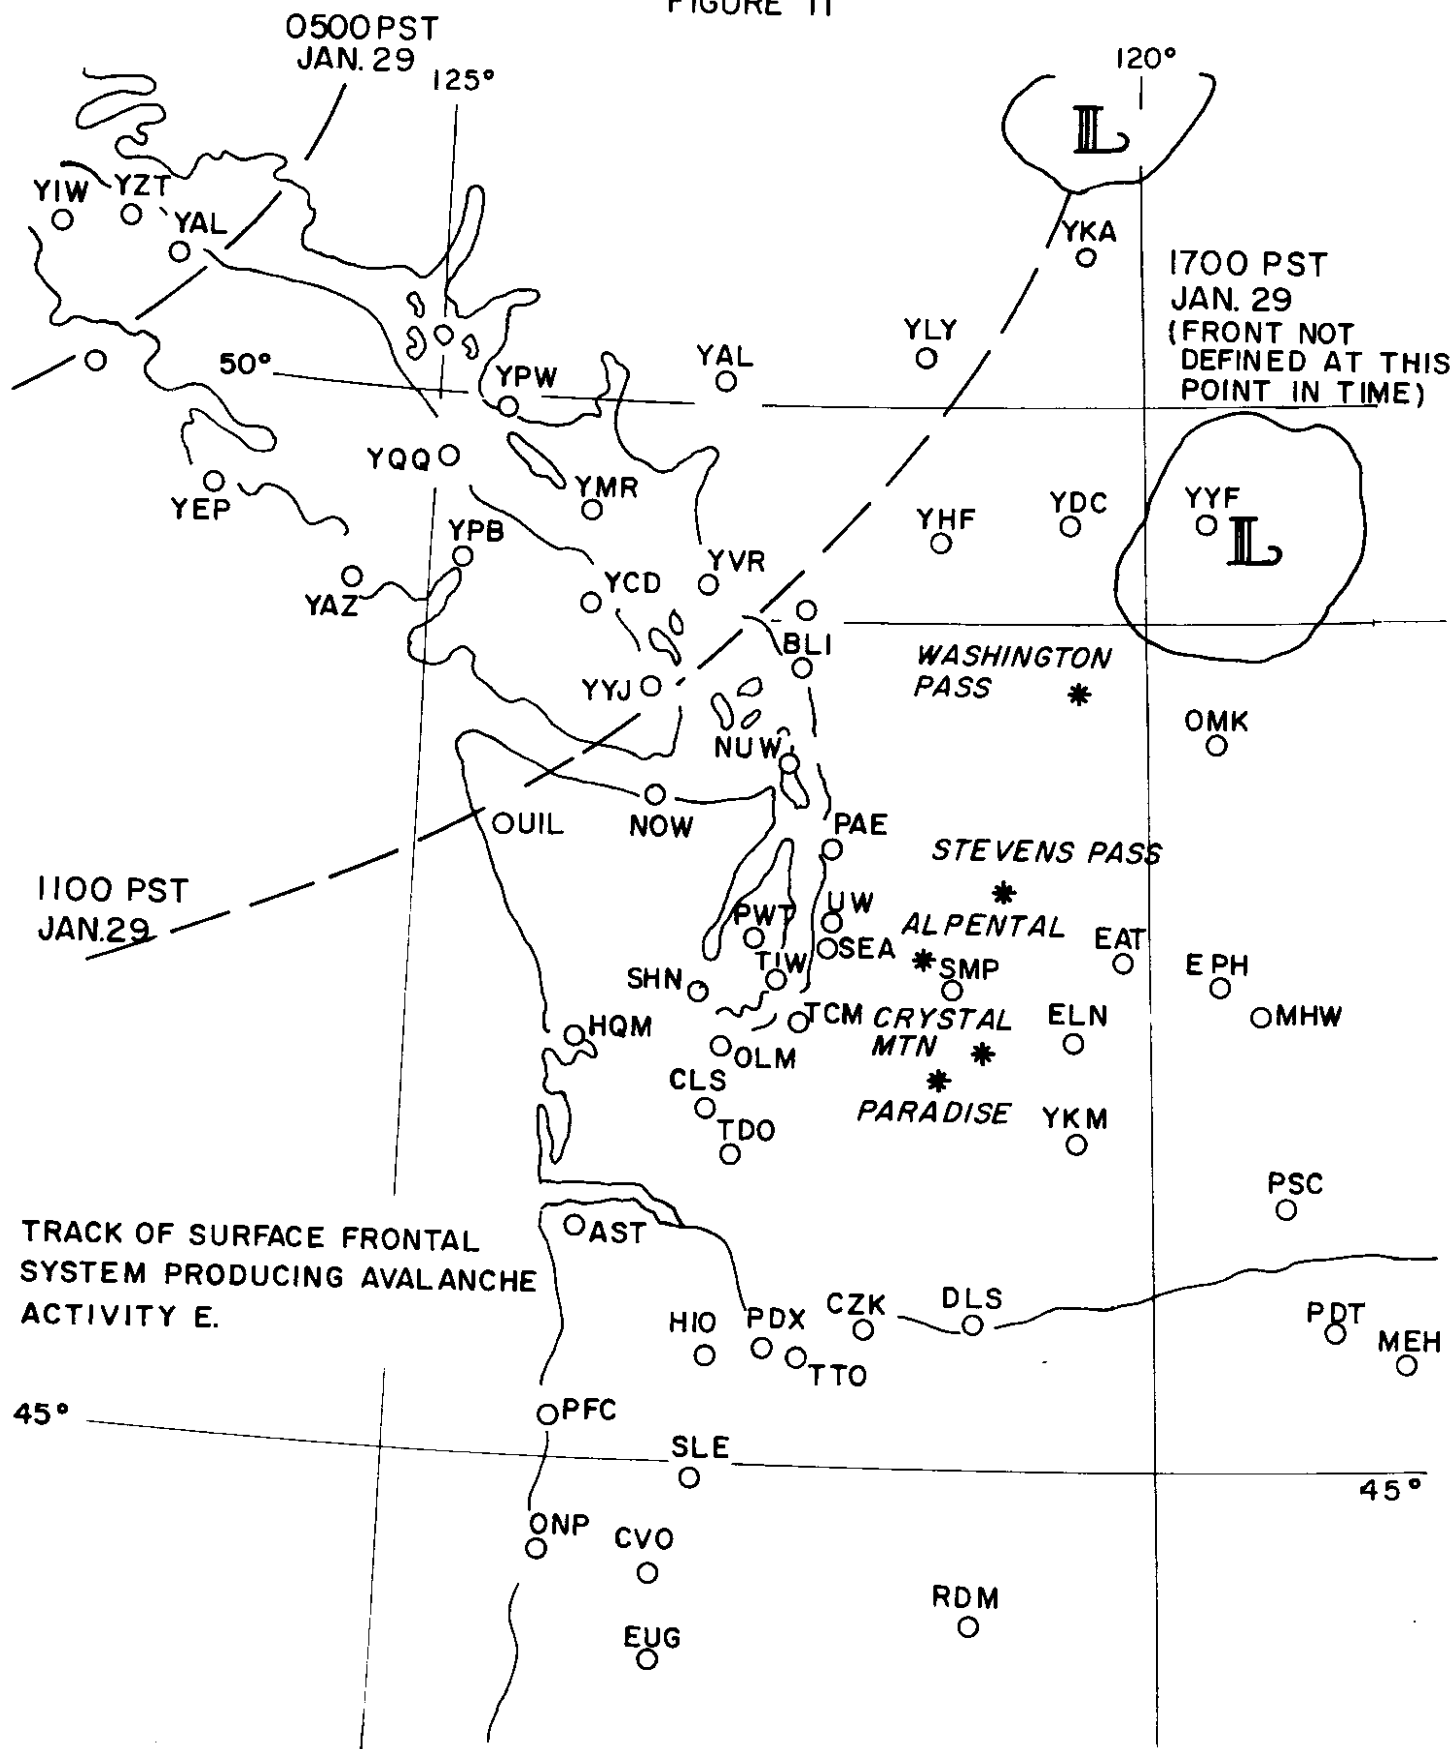 FIGURE 11
0500 PST
JAN. 29
125°
120°
L
YIW
YZT
YAL
YKA
1700 PST
JAN. 29
(FRONT NOT
DEFINED AT THIS
POINT IN TIME)
50°
YPW
YAL
YLY
YQQ
YEP
YMR
YPB
YAZ
YCD
YVR
YHF
YDC
YYF
L
BLI
WASHINGTON
PASS
YYJ
NUW
OMK
UIL
NOW
PAE
STEVENS PASS
1100 PST
JAN.29
PWT
UW
ALPENTAL
SEA
EAT
SHN
TIW
SMP
EPH
HQM
TCM
CRYSTAL
MTN
ELN
MHW
OLM
CLS
PARADISE
YKM
TDO
PSC
AST
TRACK OF SURFACE FRONTAL
SYSTEM PRODUCING AVALANCHE
ACTIVITY E.
HIO
PDX
CZK
DLS
PDT
MEH
TTO
45°
PFC
SLE
45°
ONP
CVO
RDM
EUG